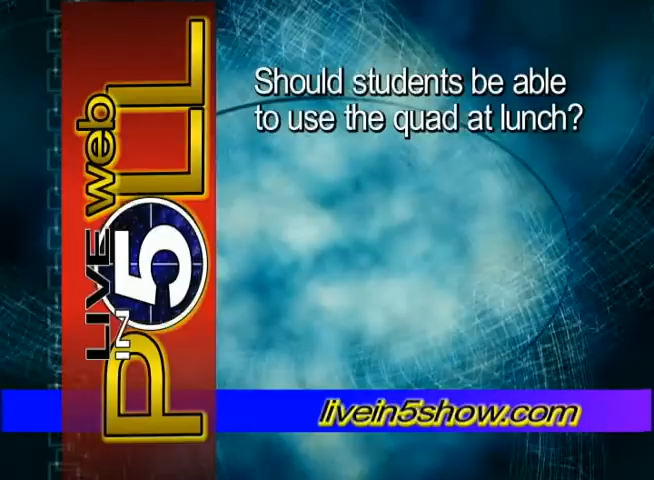 Should students be able
to use the quad at lunch?
web
POLL
LIVE
IN
5
livein5show.com